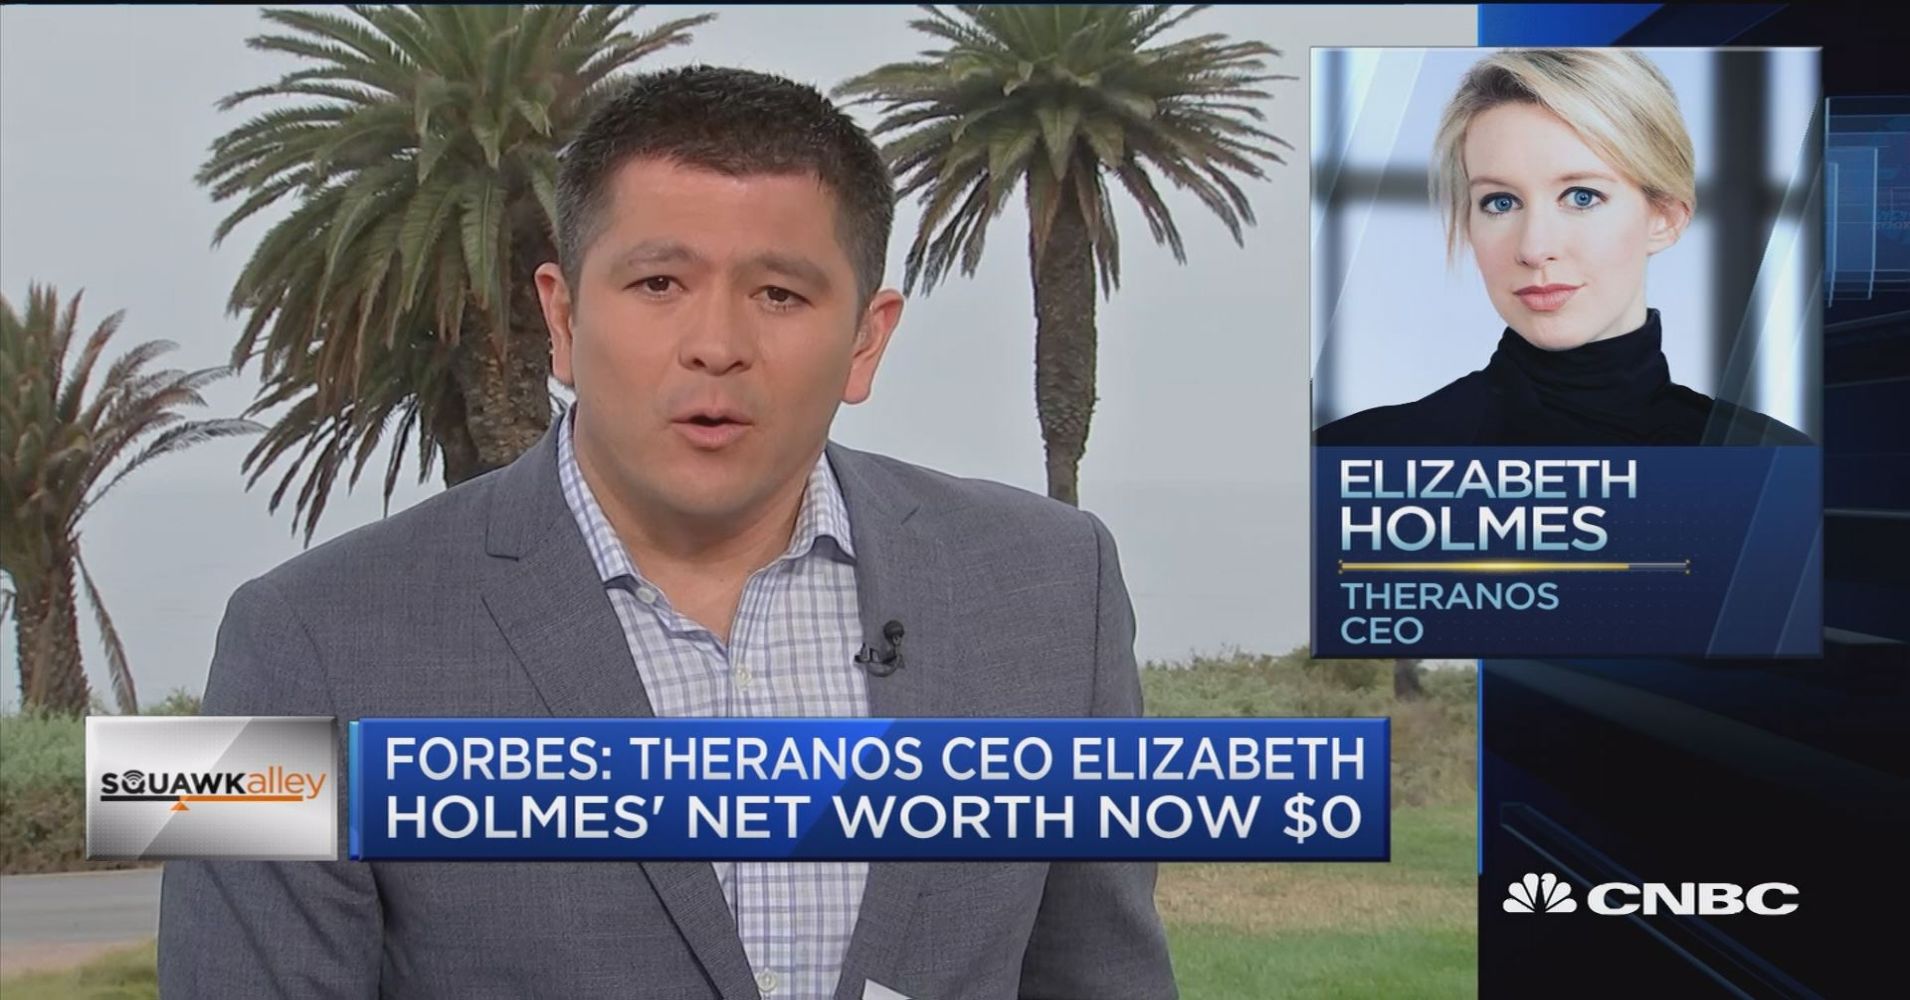 ELIZABETH
HOLMES
THERANOS
CEO
SQUAWKalley
FORBES: THERANOS CEO ELIZABETH
HOLMES' NET WORTH NOW $0
CNBC